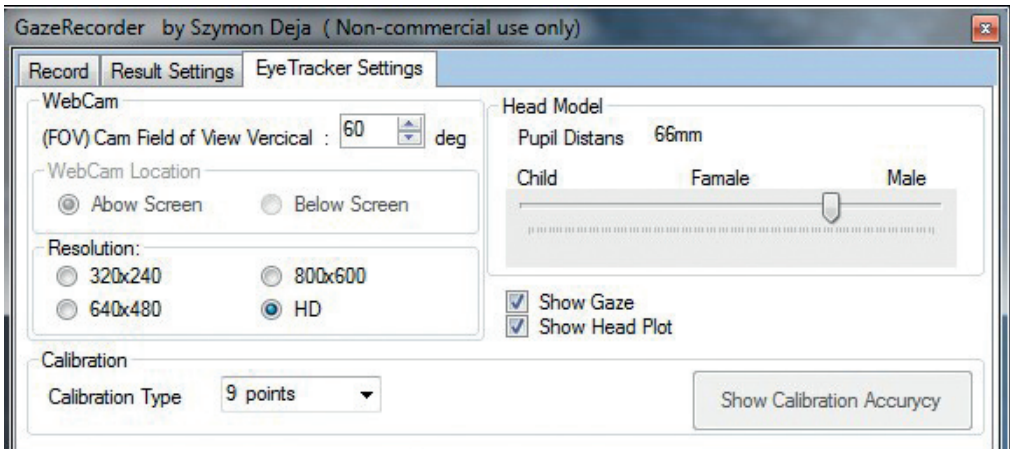 GazeRecorder by Szymon Deja ( Non-commercial use only)
Record Result Settings EyeTracker Settings
WebCam
(FOV) Cam Field of View Vercical : 60 deg
WebCam Location
Abow Screen Below Screen
Resolution:
320x240 800x600
640x480 HD
Head Model
Pupil Distans 66mm
Child Famale Male
Show Gaze
Show Head Plot
Calibration
Calibration Type 9 points
Show Calibration Accurycy